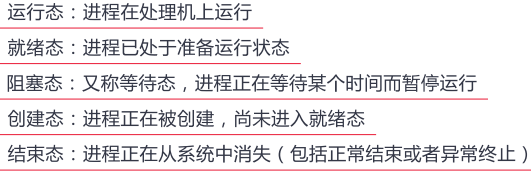 运行态：进程在处理机上运行
就绪态：进程已处于准备运行状态
阻塞态：又称等待态，进程正在等待某个时间而暂停运行
创建态：进程正在被创建，尚未进入就绪态
结束态：进程正在从系统中消失（包括正常结束或者异常终止）